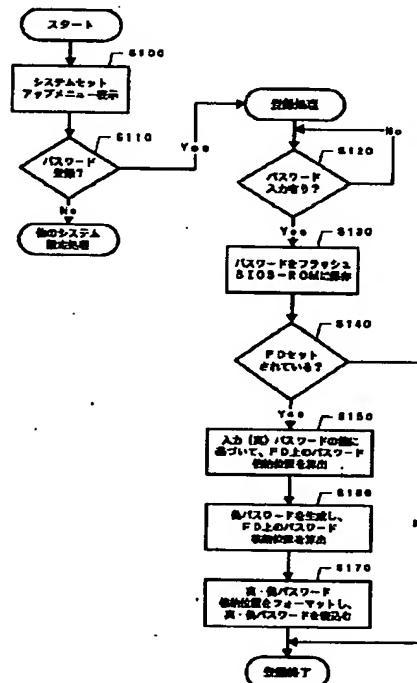 スタート
S100
システムセット
アップメニュー表示
S110
パスワード
登録?
Yes
No
他のシステム
設定処理
登録処理
No
S120
パスワード
入力有り?
Yes
S130
パスワードをフラッシュ
BIOS-ROMに保存
S140
FDセット
されている?
Yes
S150
入力(真)パスワードの値に
基づいて、FD上のパスワード
格納位置を算出
S160
偽パスワードを生成し、
FD上のパスワード
格納位置を算出
S170
真・偽パスワード
格納位置をフォーマットし、
真・偽パスワードを書込む
登録終了